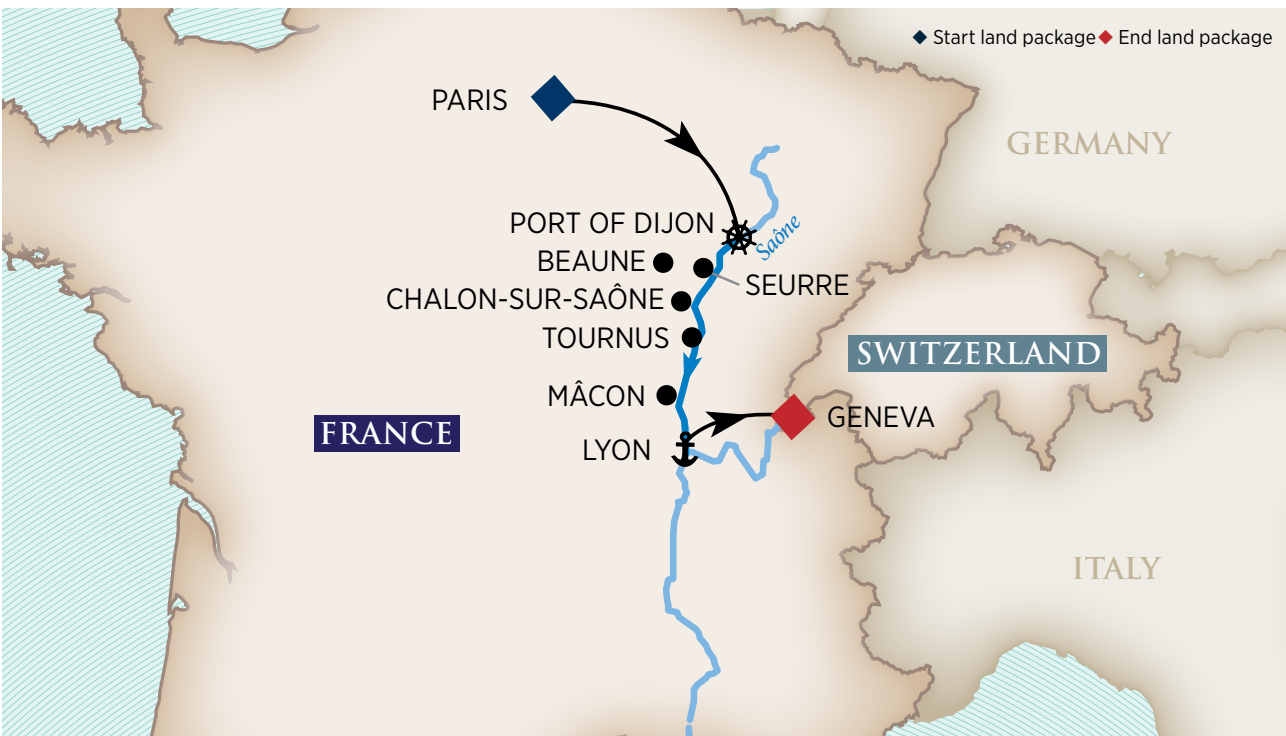 Start land package
End land package
PARIS
GERMANY
PORT OF DIJON
Saône
BEAUNE
SEURRE
CHALON-SUR-SAÔNE
TOURNUS
SWITZERLAND
MÂCON
GENEVA
FRANCE
LYON
ITALY